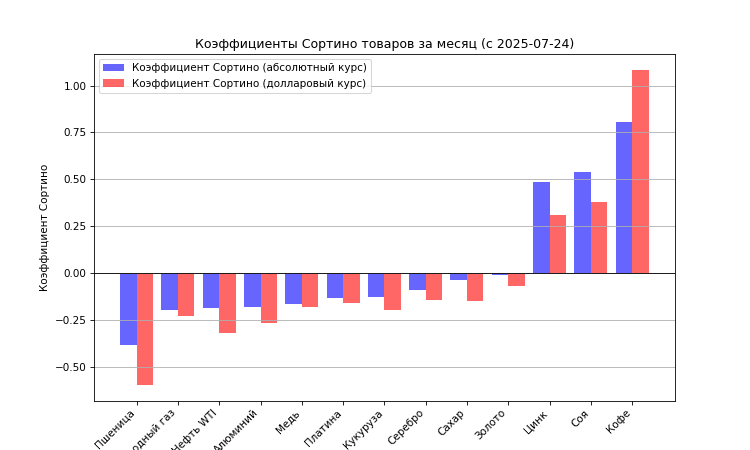 Коэффициенты Сортино товаров за месяц (с 2025-07-24)
Коэффициент Сортино (абсолютный курс)
Коэффициент Сортино (долларовый курс)
Коэффициент Сортино
1.00
0.75
0.50
0.25
0.00
−0.25
−0.50
Пшеница
газ
Нефть WTI
Алюминий
Медь
Платина
Кукуруза
Серебро
Сахар
Золото
Цинк
Соя
Кофе